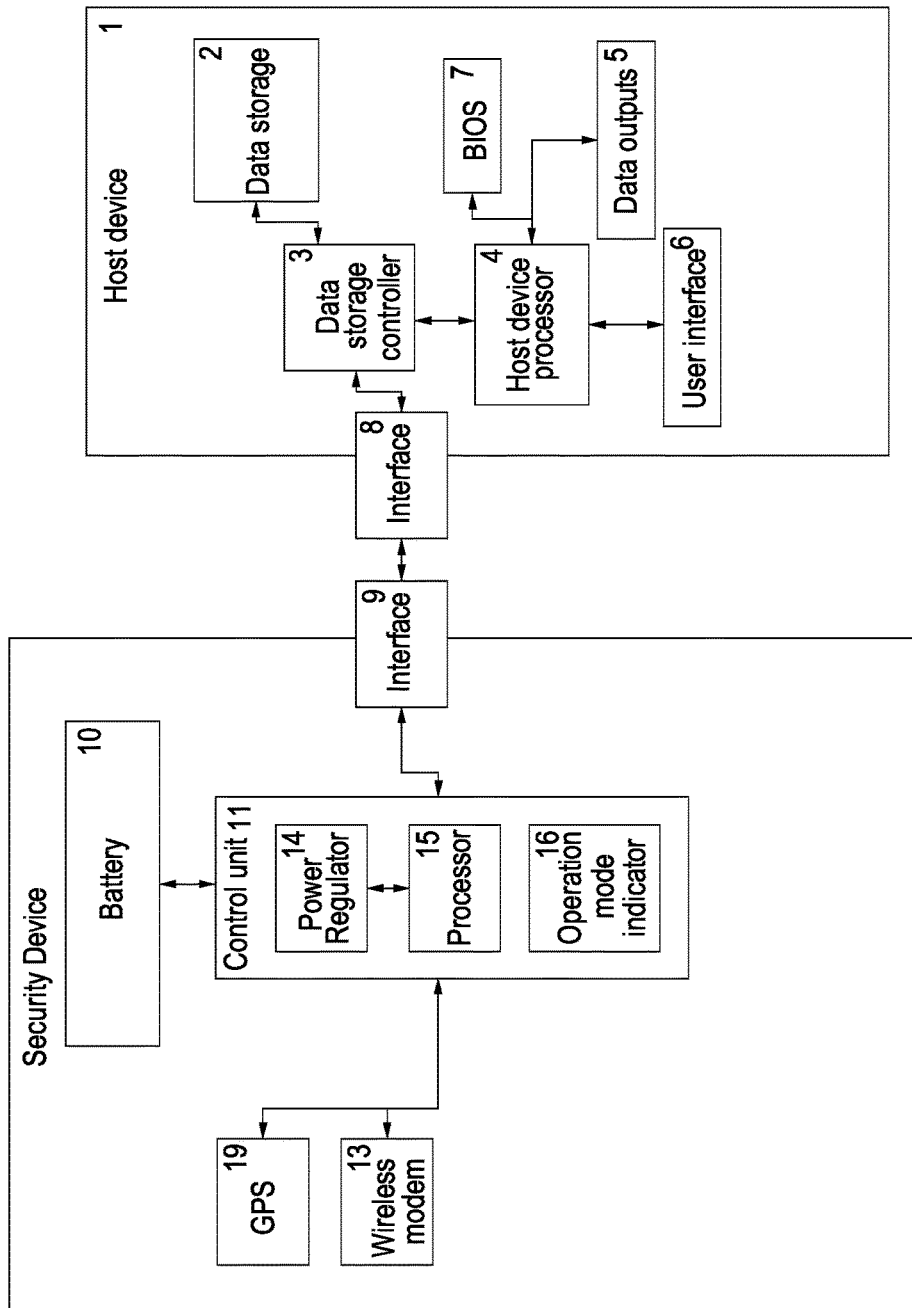 Security Device
Battery
10
Control unit 11
14
Power
Regulator
15
Processor
16
Operation
mode
indicator
19
GPS
13
Wireless
modem
9
Interface
8
Interface
Host device
1
2
Data storage
3
Data
storage
controller
4
Host device
processor
7
BIOS
Data outputs 5
User interface 6